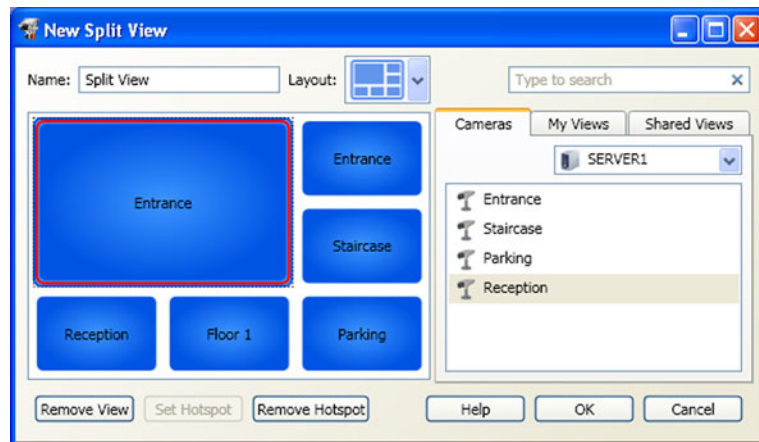 New Split View
Name: Split View Layout: Type to search
Cameras My Views Shared Views
SERVER1
Entrance
Entrance
Staircase
Reception Floor 1 Parking
Entrance
Staircase
Parking
Reception
Remove View Set Hotspot Remove Hotspot Help OK Cancel